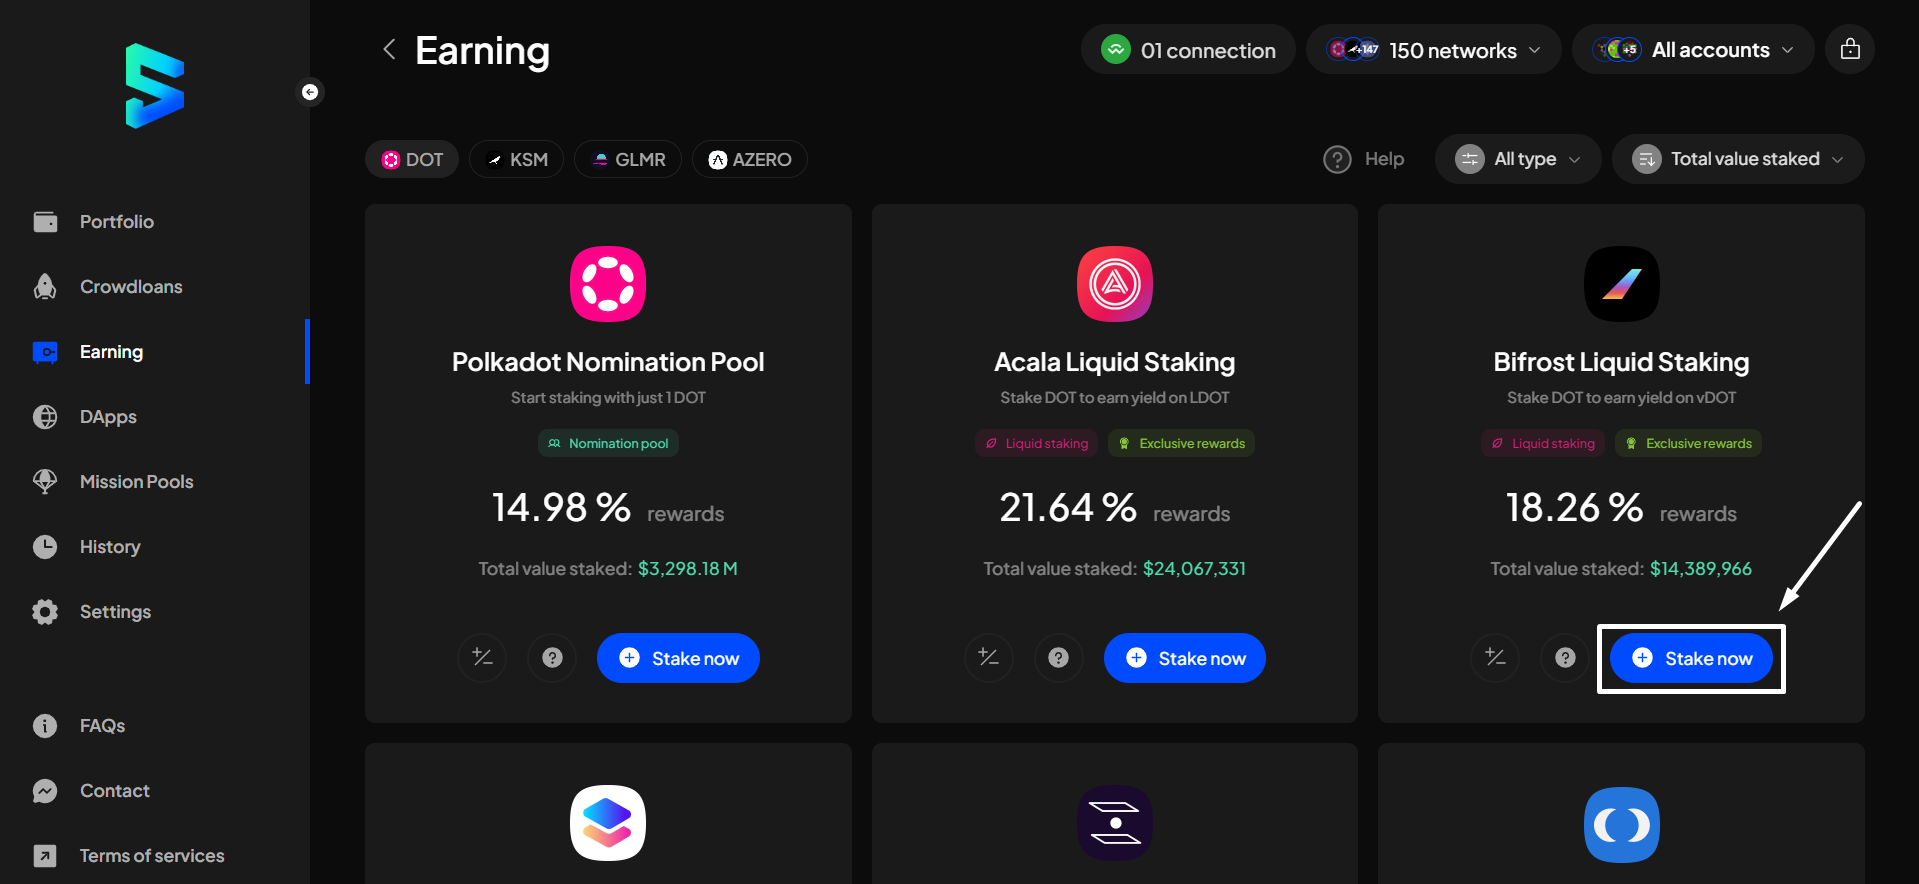 Earning
01 connection
+147
150 networks
+5
All accounts
DOT
KSM
GLMR
AZERO
Help
All type
Total value staked
Portfolio
Crowdloans
Earning
DApps
Mission Pools
History
Settings
FAQs
Contact
Terms of services
Polkadot Nomination Pool
Start staking with just 1 DOT
Nomination pool
14.98 % rewards
Total value staked: $3,298.18 M
Stake now
Acala Liquid Staking
Stake DOT to earn yield on LDOT
Liquid staking
Exclusive rewards
21.64 % rewards
Total value staked: $24,067,331
Stake now
Bifrost Liquid Staking
Stake DOT to earn yield on vDOT
Liquid staking
Exclusive rewards
18.26 % rewards
Total value staked: $14,389,966
Stake now